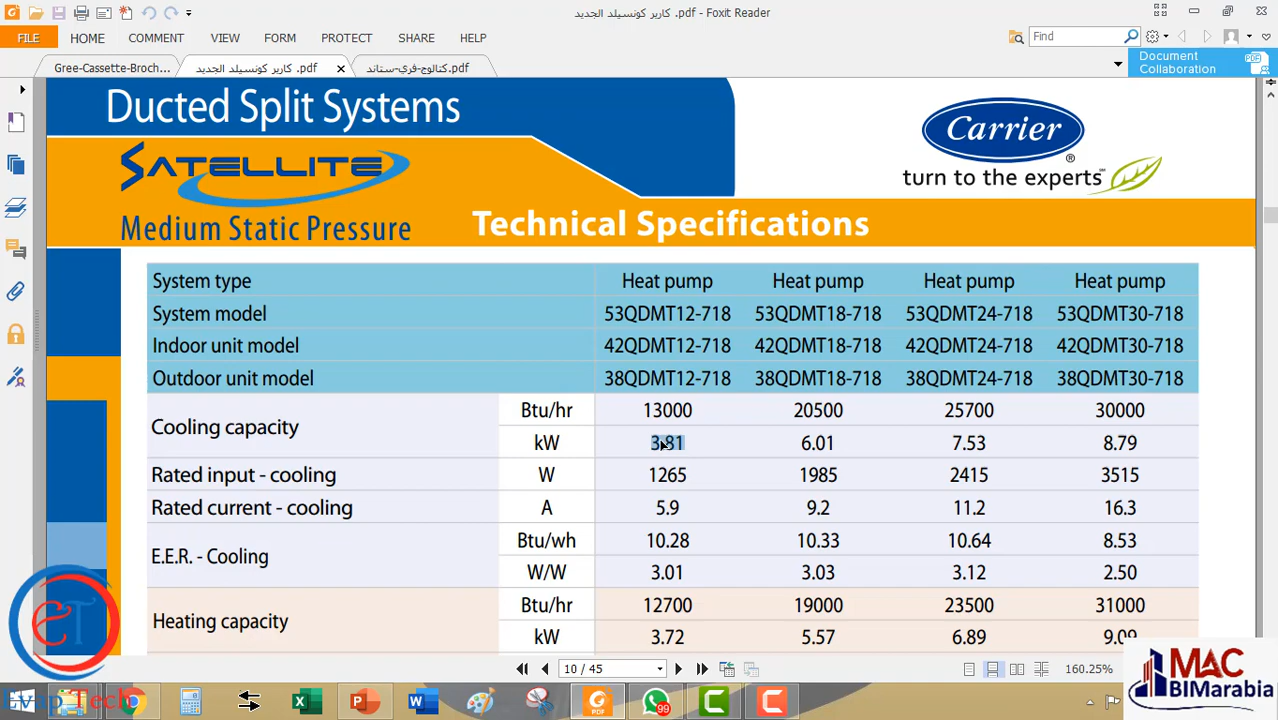 كاربر كونسيلد الجديد .pdf - Foxit Reader
FILE HOME COMMENT VIEW FORM PROTECT SHARE HELP
Find
Gree-Cassette-Broch... كاربر كونسيلد الجديد .pdf كتالوج-فري-ستاند.pdf
Document Collaboration
Ducted Split Systems
Carrier
®
turn to the experts
SATELLITE
Medium Static Pressure
Technical Specifications
System type Heat pump Heat pump Heat pump Heat pump
System model 53QDMT12-718 53QDMT18-718 53QDMT24-718 53QDMT30-718
Indoor unit model 42QDMT12-718 42QDMT18-718 42QDMT24-718 42QDMT30-718
Outdoor unit model 38QDMT12-718 38QDMT18-718 38QDMT24-718 38QDMT30-718
Cooling capacity Btu/hr 13000 20500 25700 30000
kW 3.81 6.01 7.53 8.79
Rated input - cooling W 1265 1985 2415 3515
Rated current - cooling A 5.9 9.2 11.2 16.3
E.E.R. - Cooling Btu/wh 10.28 10.33 10.64 8.53
W/W 3.01 3.03 3.12 2.50
Heating capacity Btu/hr 12700 19000 23500 31000
kW 3.72 5.57 6.89 9.09
10 / 45
160.25%
ET
Evap Tech
99
MAC
BIMarabia